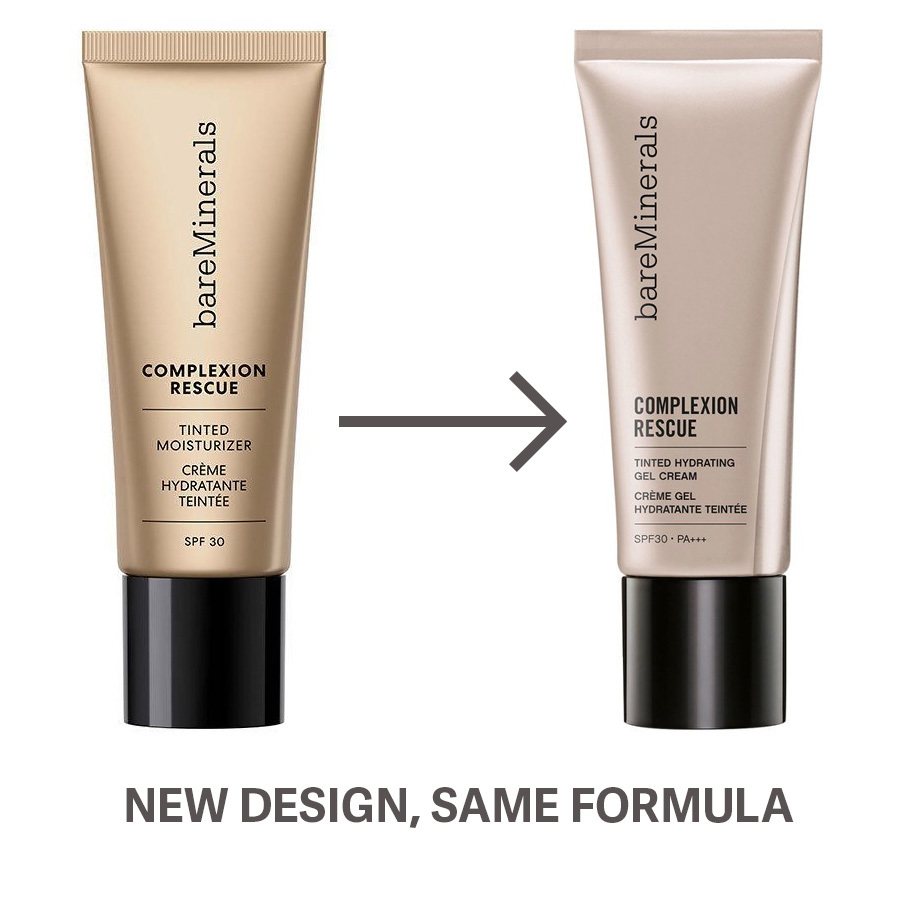 bareMinerals
COMPLEXION
RESCUE
TINTED
MOISTURIZER
CRÈME
HYDRATANTE
TEINTÉE
SPF 30
bareMinerals
COMPLEXION
RESCUE
TINTED HYDRATING
GEL CREAM
CRÈME GEL
HYDRATANTE TEINTÉE
SPF30 • PA+++
NEW DESIGN, SAME FORMULA